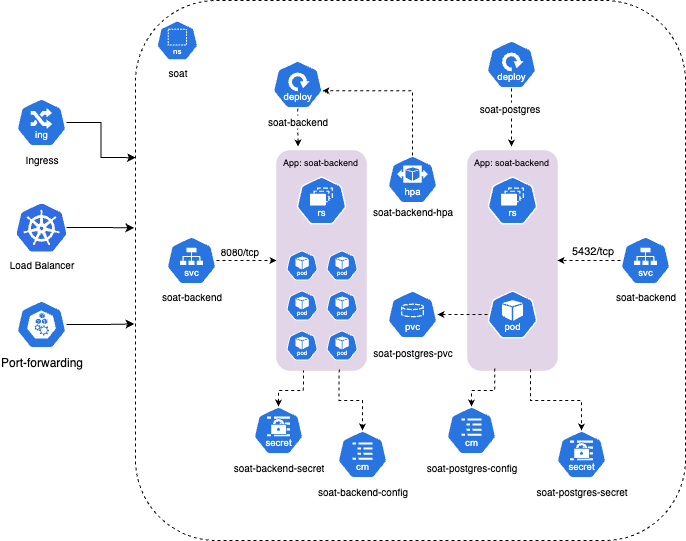 ns
soat
deploy
soat-backend
deploy
soat-postgres
ing
Ingress
App: soat-backend
rs
hpa
soat-backend-hpa
App: soat-backend
rs
Load Balancer
svc
soat-backend
8080/tcp
pod
pod
pod
pod
pod
pod
5432/tcp
svc
soat-backend
pvc
soat-postgres-pvc
pod
Port-forwarding
secret
soat-backend-secret
cm
soat-backend-config
cm
soat-postgres-config
secret
soat-postgres-secret